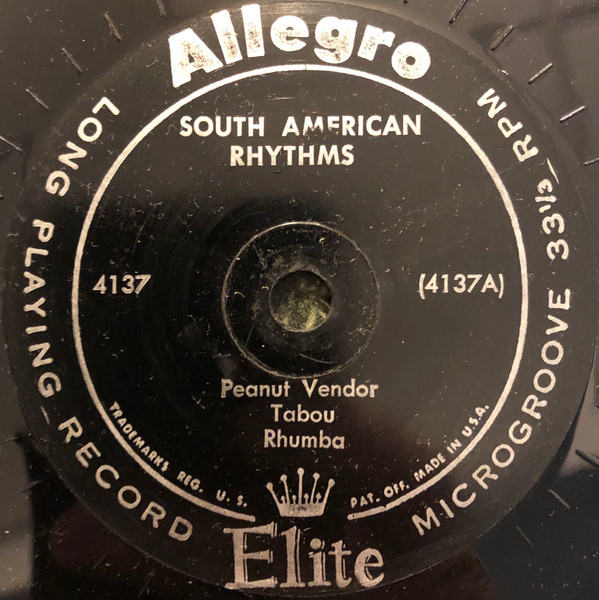 Allegro
LONG PLAYING RECORD
MICROGROOVE 33⅓ RPM
SOUTH AMERICAN
RHYTHMS
4137
(4137A)
Peanut Vendor
Tabou
Rhumba
TRADEMARKS REG. U. S. PAT. OFF. MADE IN U.S.A.
Elite